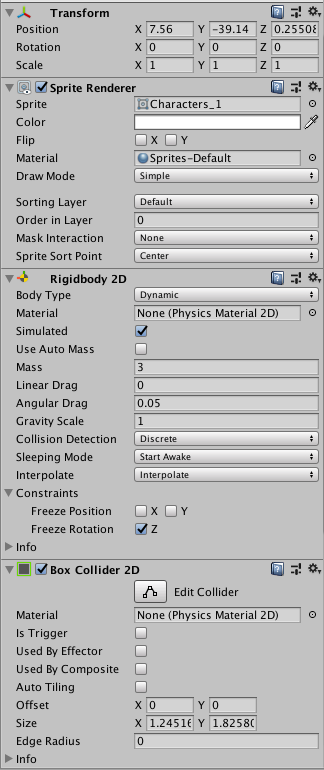 Transform
Position X 7.56 Y -39.14 Z 0.25508
Rotation X 0 Y 0 Z 0
Scale X 1 Y 1 Z 1
Sprite Renderer
Sprite Characters_1
Color
Flip X Y
Material Sprites-Default
Draw Mode Simple
Sorting Layer Default
Order in Layer 0
Mask Interaction None
Sprite Sort Point Center
Rigidbody 2D
Body Type Dynamic
Material None (Physics Material 2D)
Simulated
Use Auto Mass
Mass 3
Linear Drag 0
Angular Drag 0.05
Gravity Scale 1
Collision Detection Discrete
Sleeping Mode Start Awake
Interpolate Interpolate
Constraints
Freeze Position X Y
Freeze Rotation Z
Info
Box Collider 2D
Edit Collider
Material None (Physics Material 2D)
Is Trigger
Used By Effector
Used By Composite
Auto Tiling
Offset X 0 Y 0
Size X 1.24516 Y 1.82580
Edge Radius 0
Info